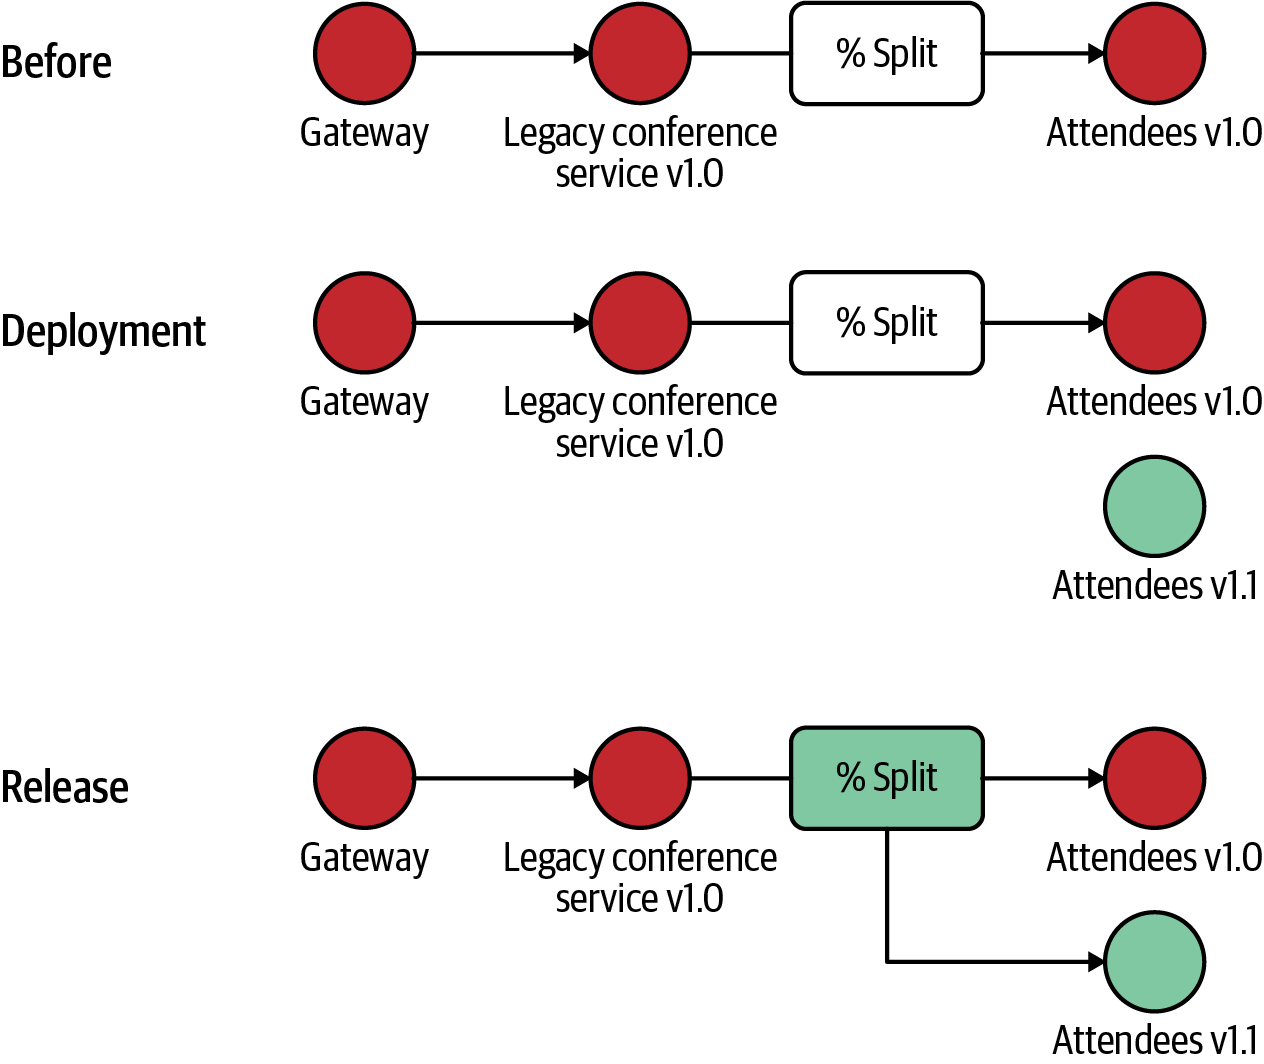 Before
% Split
Gateway
Legacy conference
service v1.0
Attendees v1.0
Deployment
% Split
Gateway
Legacy conference
service v1.0
Attendees v1.0
Attendees v1.1
Release
% Split
Gateway
Legacy conference
service v1.0
Attendees v1.0
Attendees v1.1